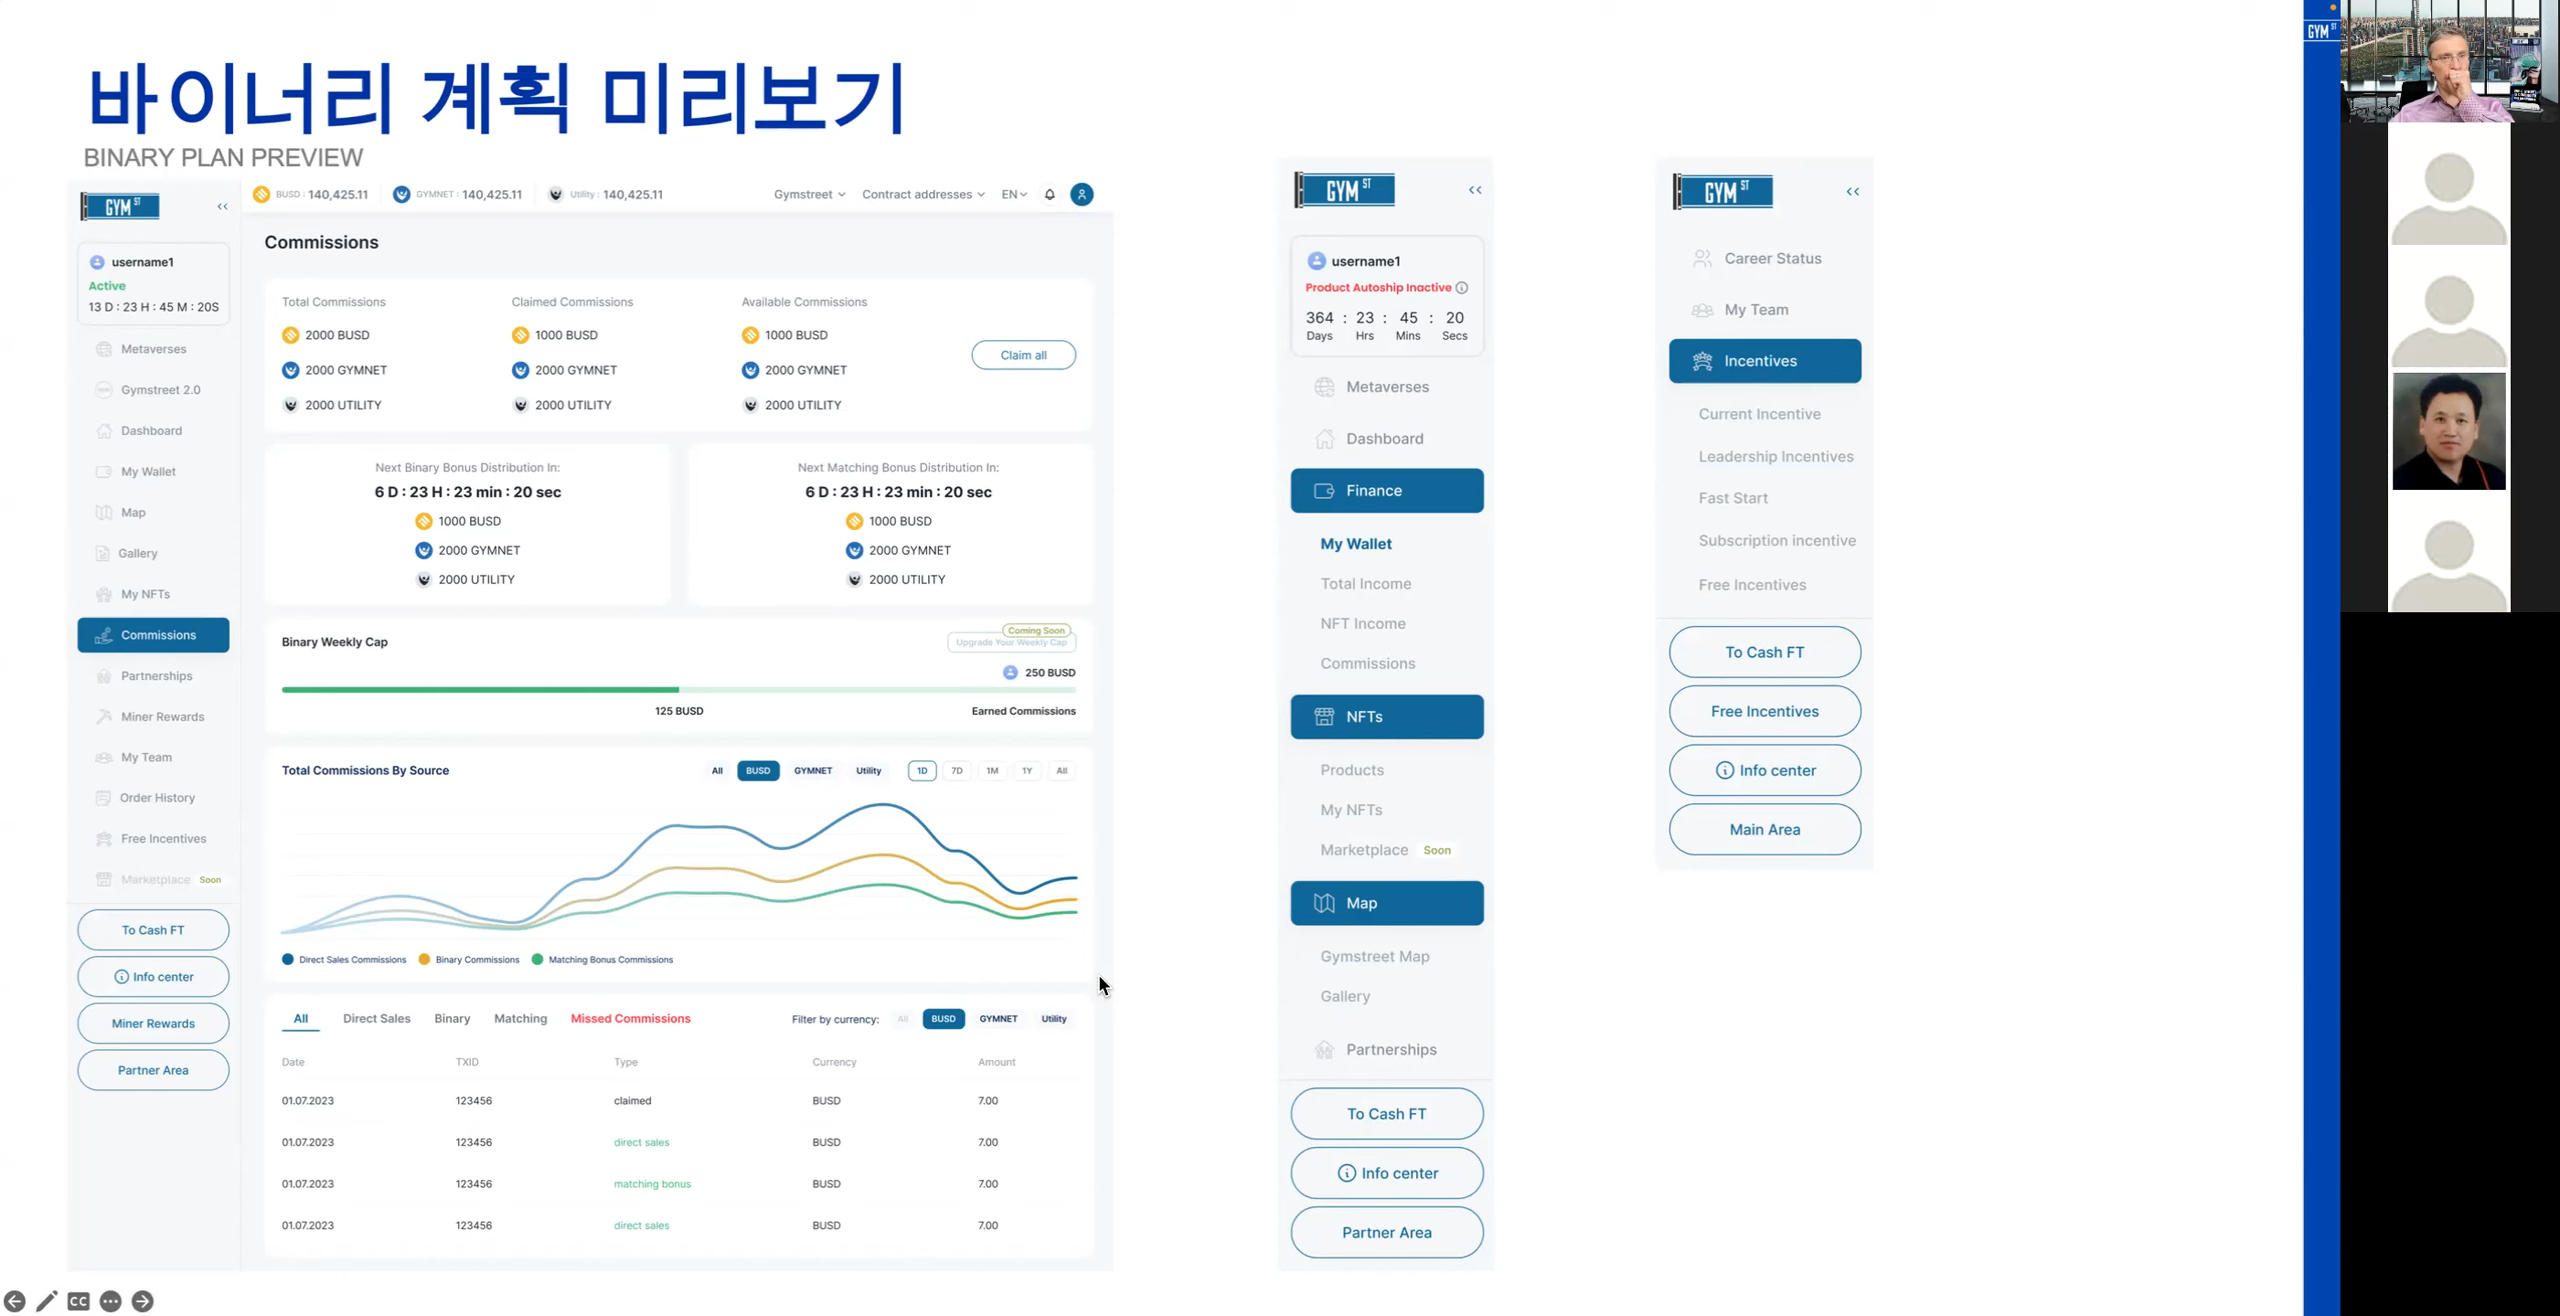 바이너리 계획 미리보기
BINARY PLAN PREVIEW
GYM ST
BUSD : 140,425.11 GYMNET : 140,425.11 Utility : 140,425.11 Gymstreet Contract addresses EN
username1
Active
13 D : 23 H : 45 M : 20S
Metaverses
Gymstreet 2.0
Dashboard
My Wallet
Map
Gallery
My NFTs
Commissions
Partnerships
Miner Rewards
My Team
Order History
Free Incentives
Marketplace Soon
To Cash FT
Info center
Miner Rewards
Partner Area
Commissions
Total Commissions Claimed Commissions Available Commissions
2000 BUSD 1000 BUSD 1000 BUSD
Claim all
2000 GYMNET 2000 GYMNET 2000 GYMNET
2000 UTILITY 2000 UTILITY 2000 UTILITY
Next Binary Bonus Distribution In:
6 D : 23 H : 23 min : 20 sec
1000 BUSD
2000 GYMNET
2000 UTILITY
Next Matching Bonus Distribution In:
6 D : 23 H : 23 min : 20 sec
1000 BUSD
2000 GYMNET
2000 UTILITY
Coming Soon
Binary Weekly Cap Upgrade Your Weekly Cap
250 BUSD
125 BUSD Earned Commissions
Total Commissions By Source All BUSD GYMNET Utility 1D 7D 1M 1Y All
Direct Sales Commissions Binary Commissions Matching Bonus Commissions
All Direct Sales Binary Matching Missed Commissions Filter by currency: All BUSD GYMNET Utility
Date TXID Type Currency Amount
01.07.2023 123456 claimed BUSD 7.00
01.07.2023 123456 direct sales BUSD 7.00
01.07.2023 123456 matching bonus BUSD 7.00
01.07.2023 123456 direct sales BUSD 7.00
GYM ST
username1
Product Autoship Inactive
364 : 23 : 45 : 20
Days Hrs Mins Secs
Metaverses
Dashboard
Finance
My Wallet
Total Income
NFT Income
Commissions
NFTs
Products
My NFTs
Marketplace Soon
Map
Gymstreet Map
Gallery
Partnerships
To Cash FT
Info center
Partner Area
GYM ST
Career Status
My Team
Incentives
Current Incentive
Leadership Incentives
Fast Start
Subscription incentive
Free Incentives
To Cash FT
Free Incentives
Info center
Main Area
GYM ST
CC